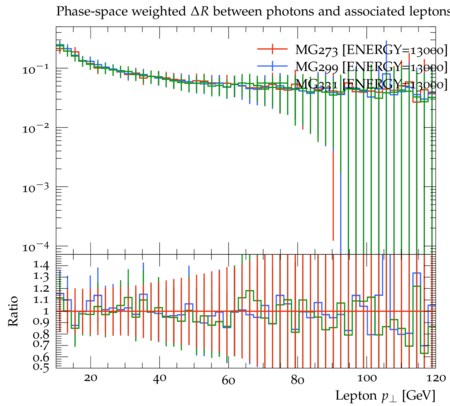 Phase-space weighted ΔR between photons and associated leptons
MG273 [ENERGY=13000]
MG299 [ENERGY=13000]
MG331 [ENERGY=13000]
10⁻¹
10⁻²
10⁻³
10⁻⁴
1.4
1.3
1.2
1.1
1
0.9
0.8
0.7
0.6
0.5
Ratio
20 40 60 80 100 120
Lepton p⊥ [GeV]